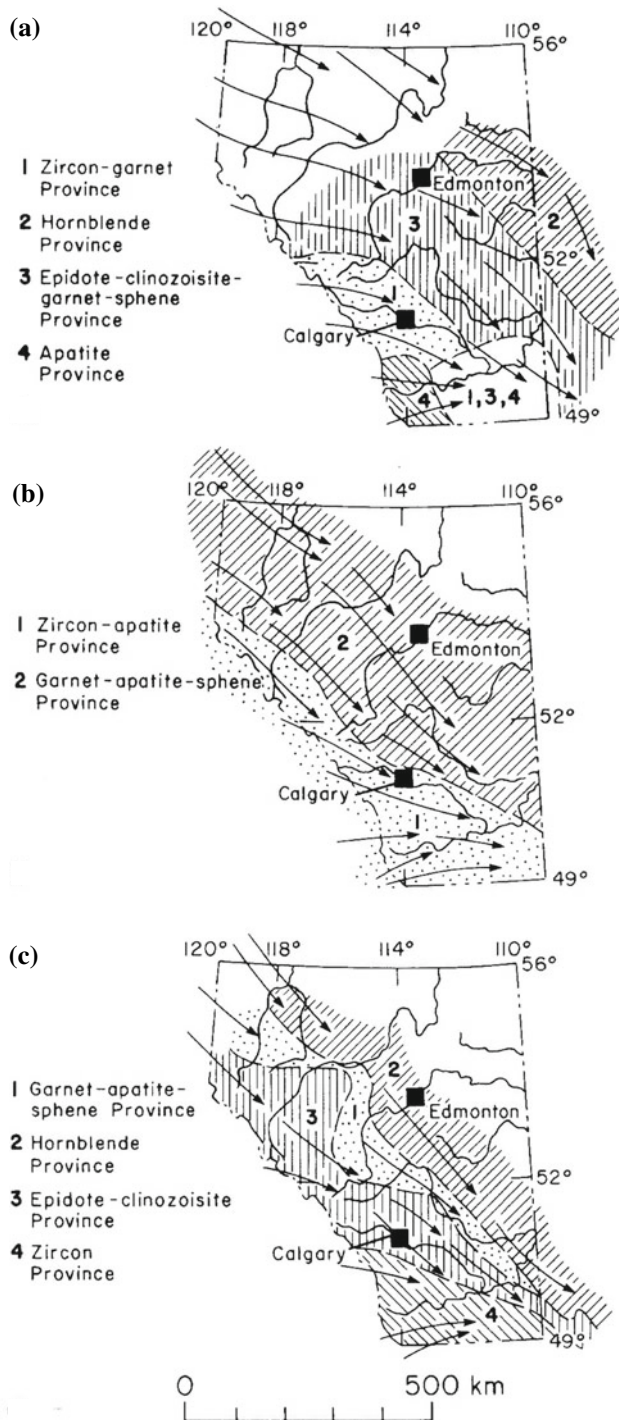 (a)
120° 118° 114° 110°
56°
1 Zircon-garnet
Province
2 Hornblende
Province
3 Epidote-clinozoisite-
garnet-sphene
Province
4 Apatite
Province
Edmonton
3
2
52°
1
Calgary
4
1,3,4
49°
(b)
120° 118° 114° 110°
56°
1 Zircon-apatite
Province
2 Garnet-apatite-sphene
Province
2
Edmonton
52°
Calgary
1
49°
(c)
120° 118° 114° 110°
56°
1 Garnet-apatite-
sphene Province
2 Hornblende
Province
3 Epidote-clinozoisite
Province
4 Zircon
Province
2
3
1
Edmonton
52°
Calgary
4
49°
0 500 km